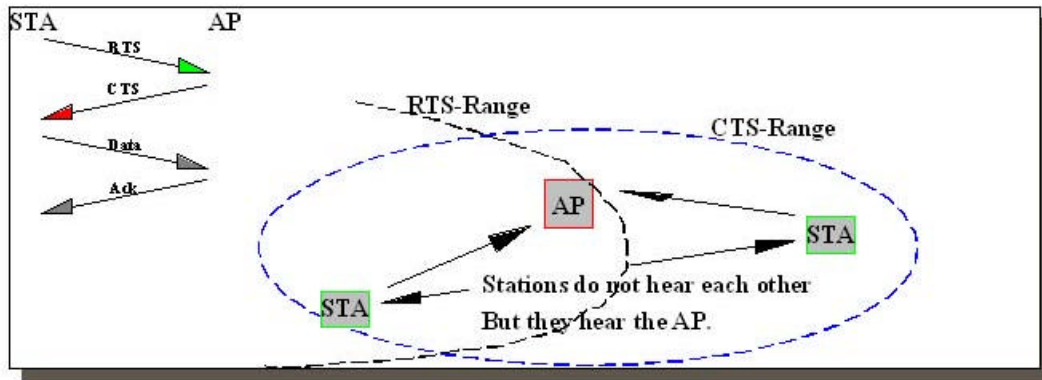 STA
AP
RTS
CTS
Data
Ack
RTS-Range
CTS-Range
AP
STA
STA
Stations do not hear each other
But they hear the AP.